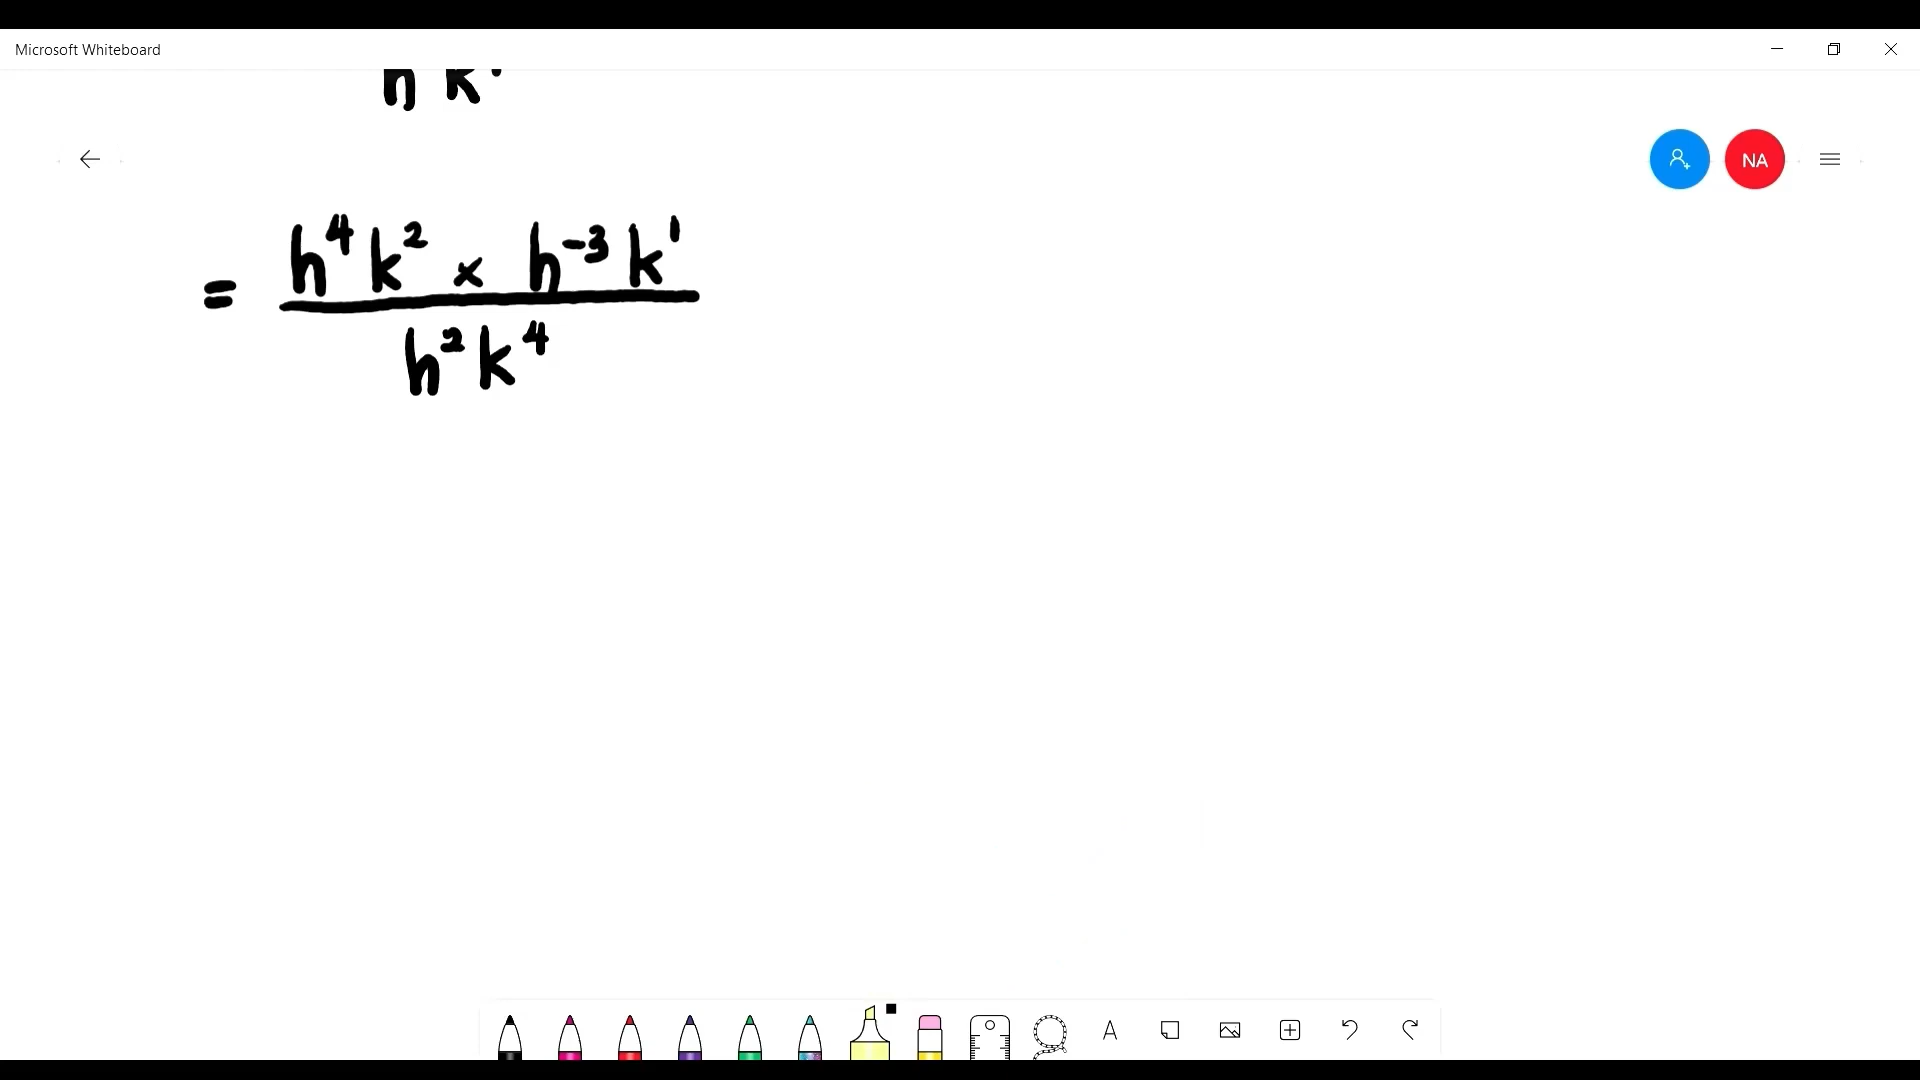 Microsoft Whiteboard
h k
NA
= h⁴k² × h⁻³k¹
h²k⁴